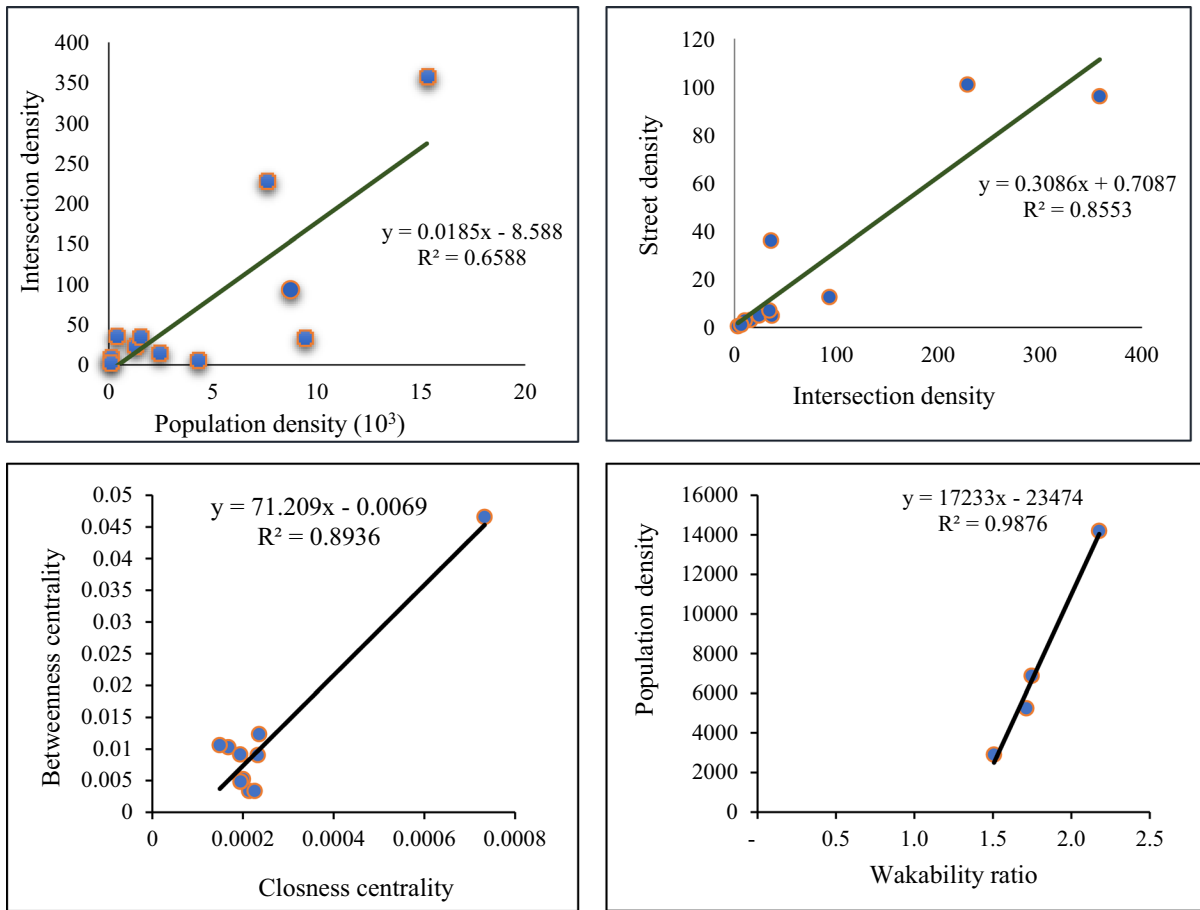 400
350
300
250
200
150
100
50
0
Intersection density
y = 0.0185x - 8.588
R² = 0.6588
0 5 10 15 20
Population density (10³)
120
100
80
60
40
20
0
Street density
y = 0.3086x + 0.7087
R² = 0.8553
0 100 200 300 400
Intersection density
0.05
0.045
0.04
0.035
0.03
0.025
0.02
0.015
0.01
0.005
0
Betweenness centrality
y = 71.209x - 0.0069
R² = 0.8936
0 0.0002 0.0004 0.0006 0.0008
Closness centrality
16000
14000
12000
10000
8000
6000
4000
2000
0
Population density
y = 17233x - 23474
R² = 0.9876
- 0.5 1.0 1.5 2.0 2.5
Wakability ratio